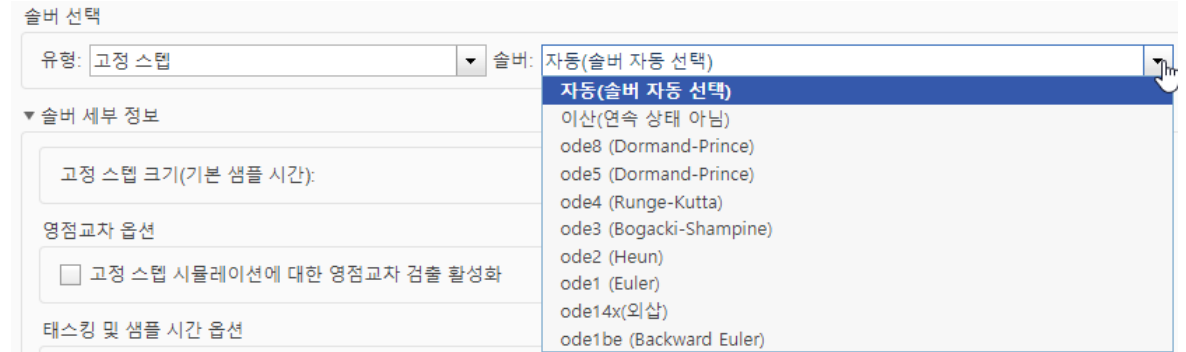 솔버 선택
유형: 고정 스텝 솔버: 자동(솔버 자동 선택)
자동(솔버 자동 선택)
이산(연속 상태 아님)
ode8 (Dormand-Prince)
ode5 (Dormand-Prince)
ode4 (Runge-Kutta)
ode3 (Bogacki-Shampine)
ode2 (Heun)
ode1 (Euler)
ode14x(외삽)
ode1be (Backward Euler)
▼ 솔버 세부 정보
고정 스텝 크기(기본 샘플 시간):
영점교차 옵션
고정 스텝 시뮬레이션에 대한 영점교차 검출 활성화
태스킹 및 샘플 시간 옵션